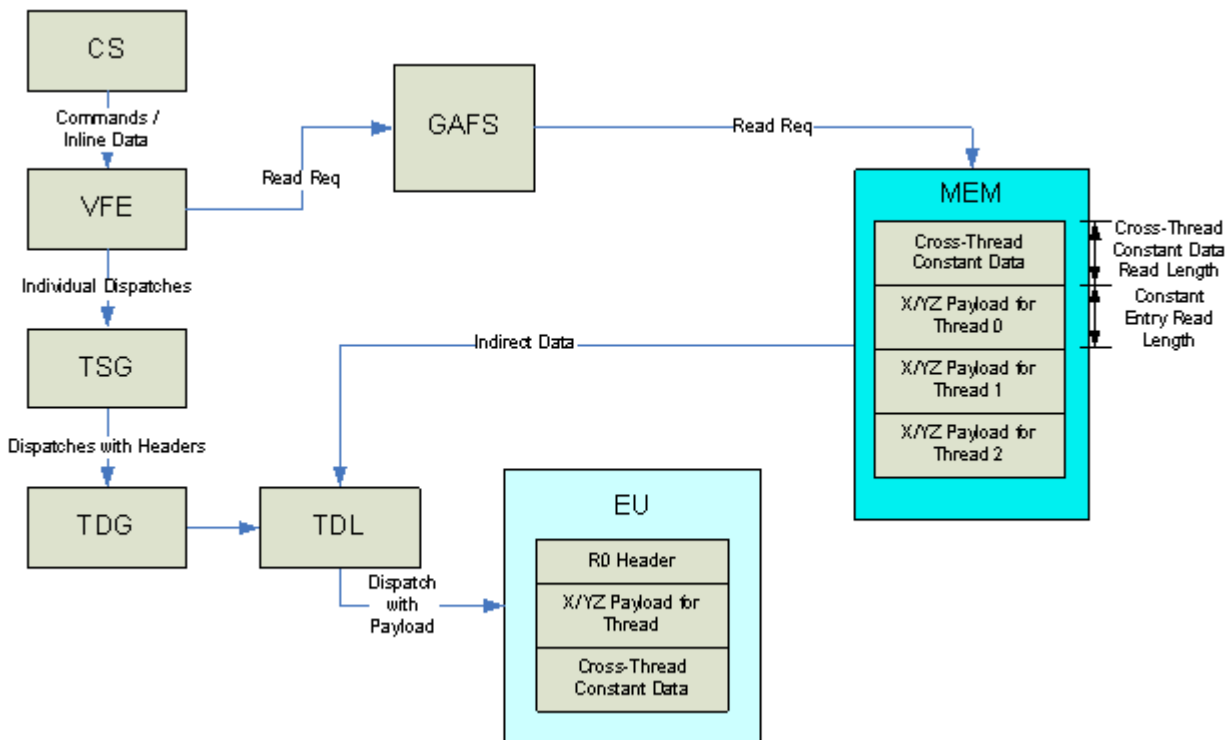 CS
Commands /
Inline Data
VFE
Read Req
GAFS
Read Req
MEM
Cross-Thread
Constant Data
Cross-Thread
Constant Data
Read Length
Individual Dispatches
X/YZ Payload for
Thread 0
Constant
Entry Read
Length
TSG
Indirect Data
X/YZ Payload for
Thread 1
X/YZ Payload for
Thread 2
Dispatches with Headers
TDG
TDL
EU
Dispatch
with
Payload
R0 Header
X/YZ Payload for
Thread
Cross-Thread
Constant Data